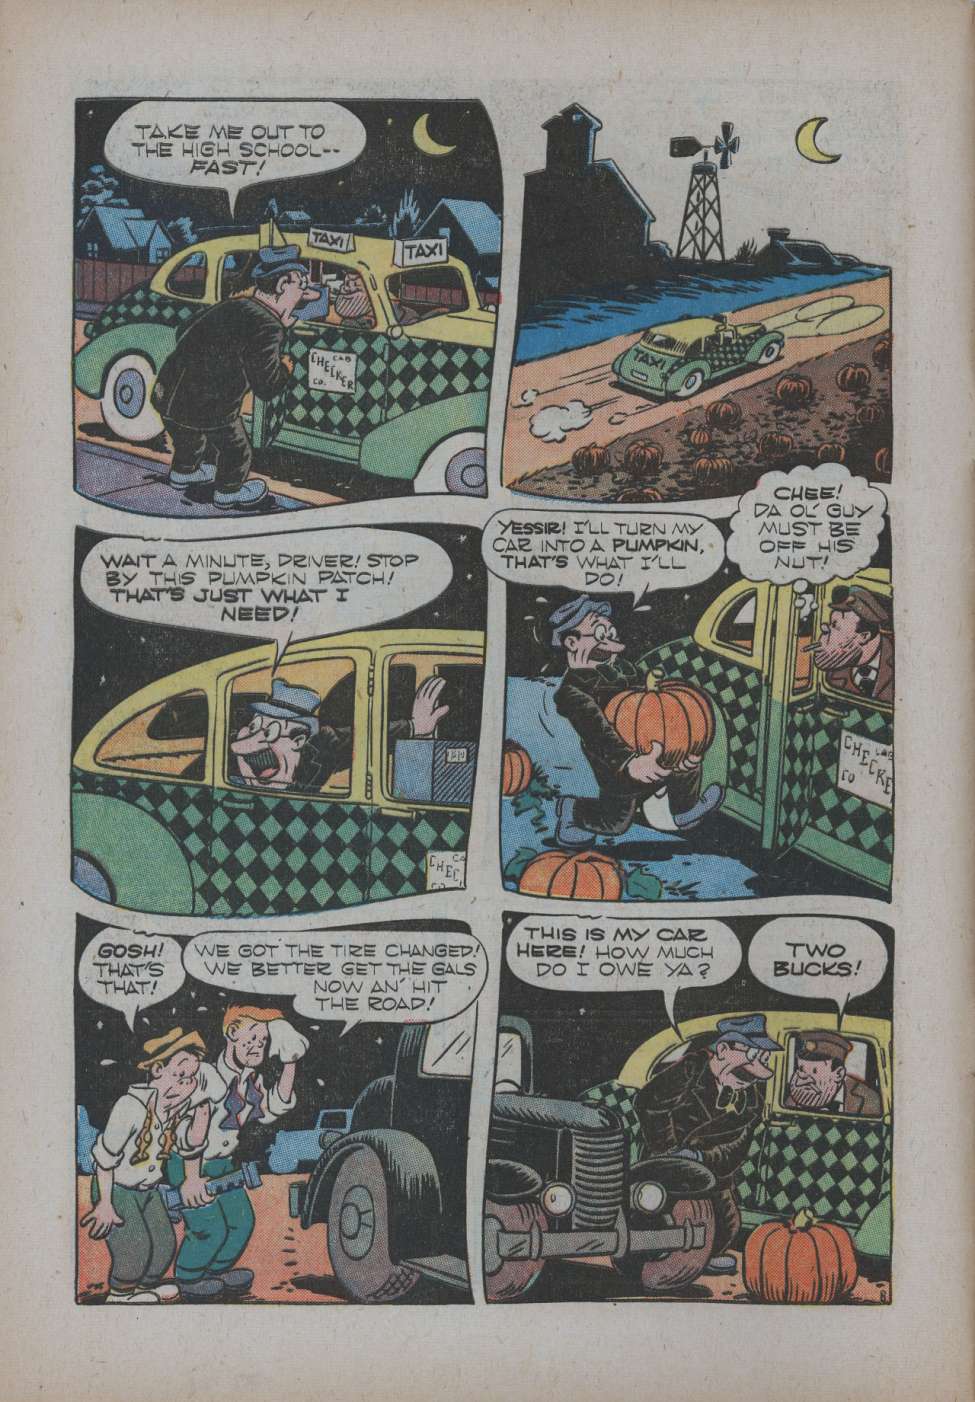 TAKE ME OUT TO
THE HIGH SCHOOL--
FAST!
TAXI
TAXI
CHECKER
CAB
CO.
TAXI
WAIT A MINUTE, DRIVER! STOP
BY THIS PUMPKIN PATCH!
THAT'S JUST WHAT I
NEED!
CHEC
CA
CO
YESSIR! I'LL TURN MY
CAR INTO A PUMPKIN,
THAT'S WHAT I'LL
DO!
CHEE!
DA OL' GUY
MUST BE
OFF HIS
NUT!
CHECKER
CAB
CO
GOSH!
THAT'S
THAT!
WE GOT THE TIRE CHANGED!
WE BETTER GET THE GALS
NOW AN' HIT
THE ROAD!
THIS IS MY CAR
HERE! HOW MUCH
DO I OWE YA?
TWO
BUCKS!
8